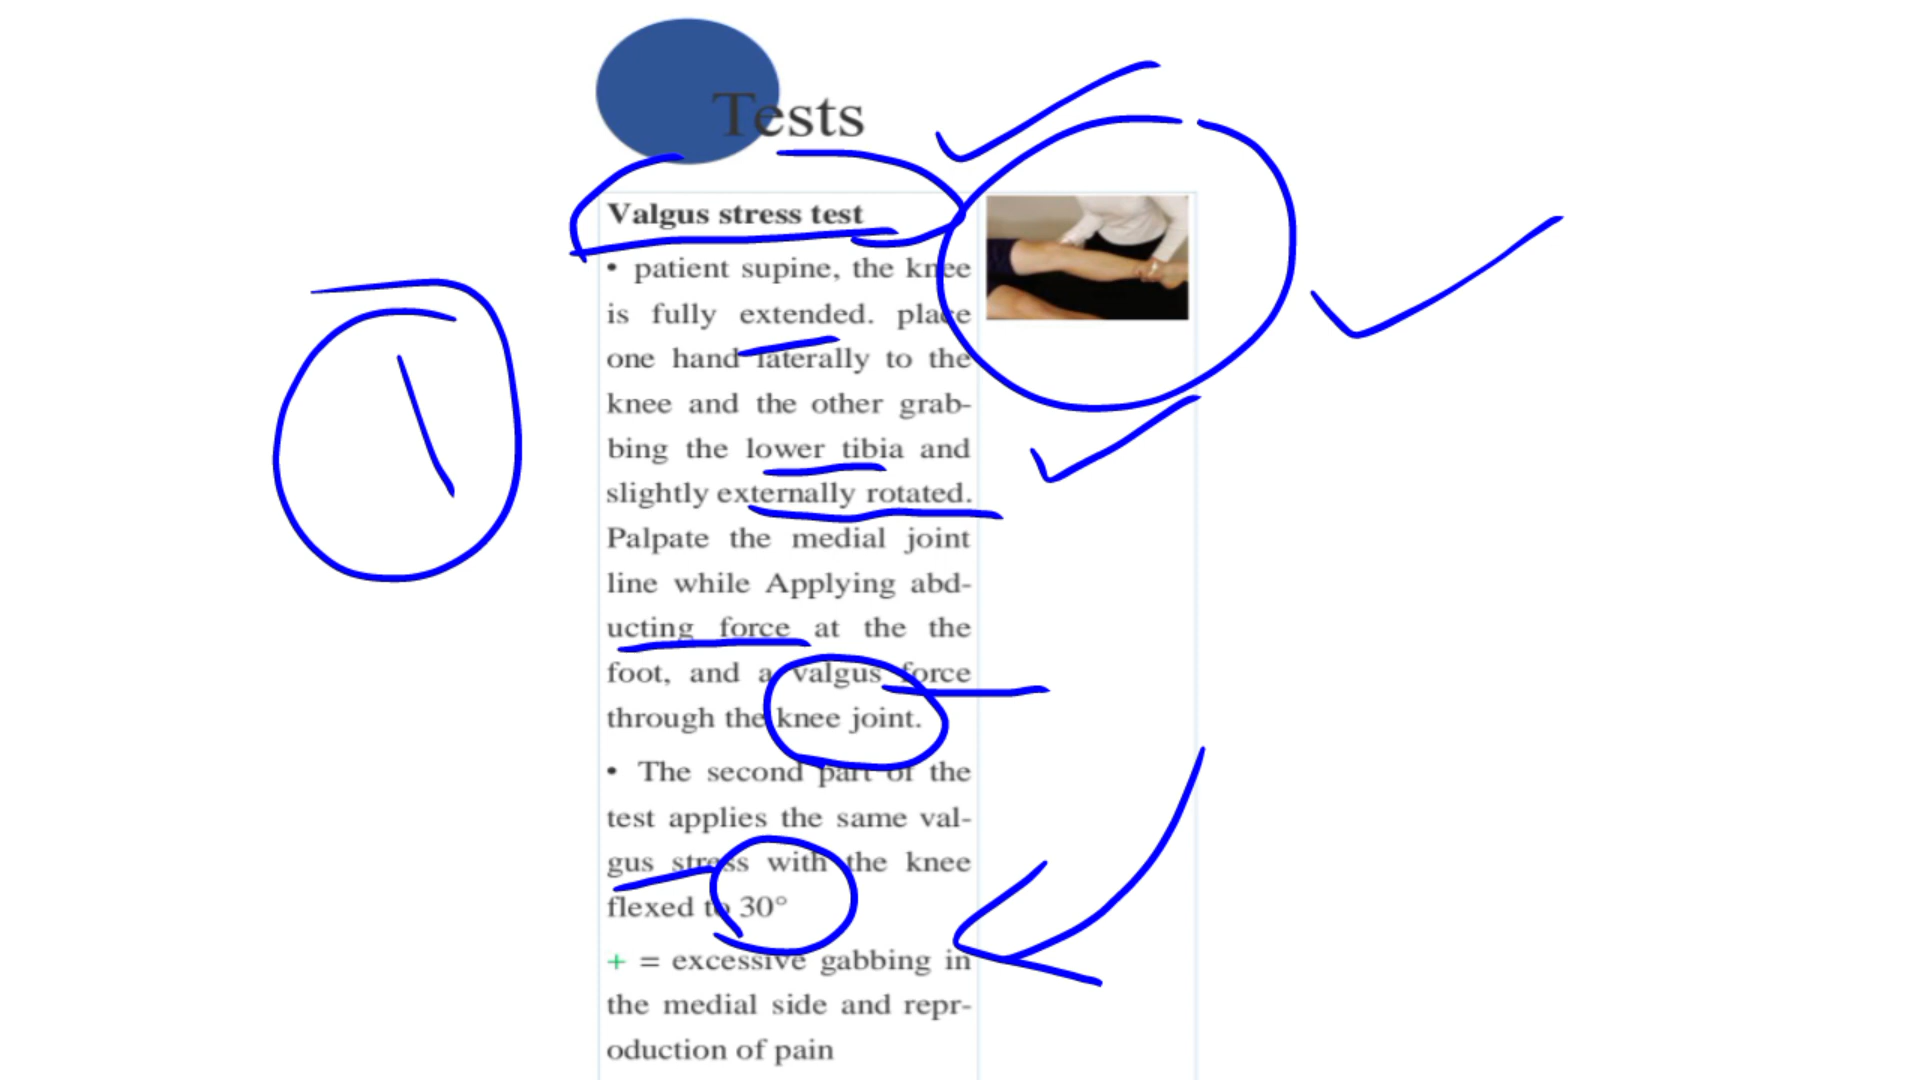 Tests
Valgus stress test
• patient supine, the knee
is fully extended. place
one hand laterally to the
knee and the other grab-
bing the lower tibia and
slightly externally rotated.
Palpate the medial joint
line while Applying abd-
ucting force at the the
foot, and a valgus force
through the knee joint.
• The second part of the
test applies the same val-
gus stress with the knee
flexed to 30°
+ = excessive gabbing in
the medial side and repr-
oduction of pain